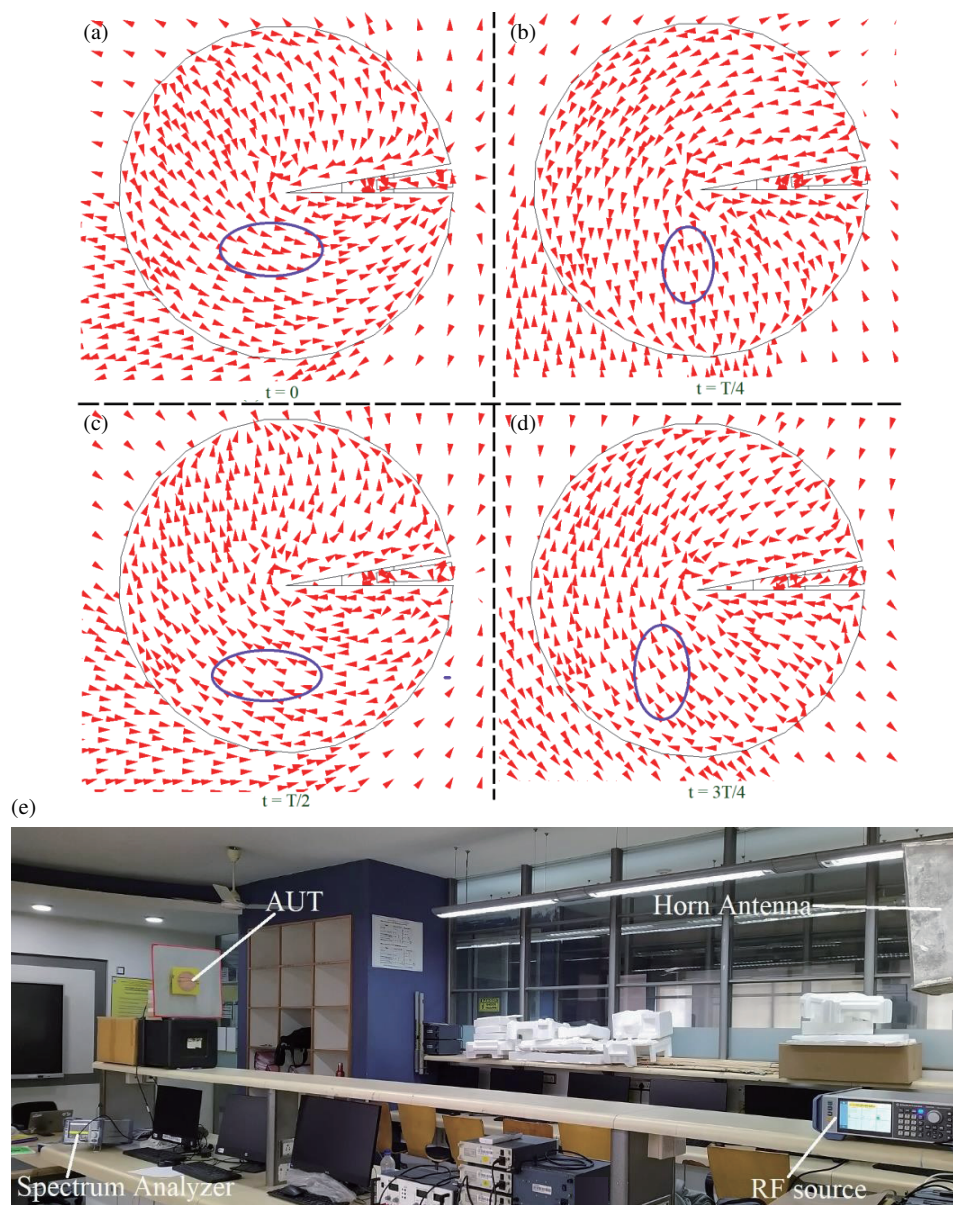 (a)
(b)
t = 0
t = T/4
(c)
(d)
t = T/2
t = 3T/4
(e)
AUT
Horn Antenna
Spectrum Analyzer
RF source